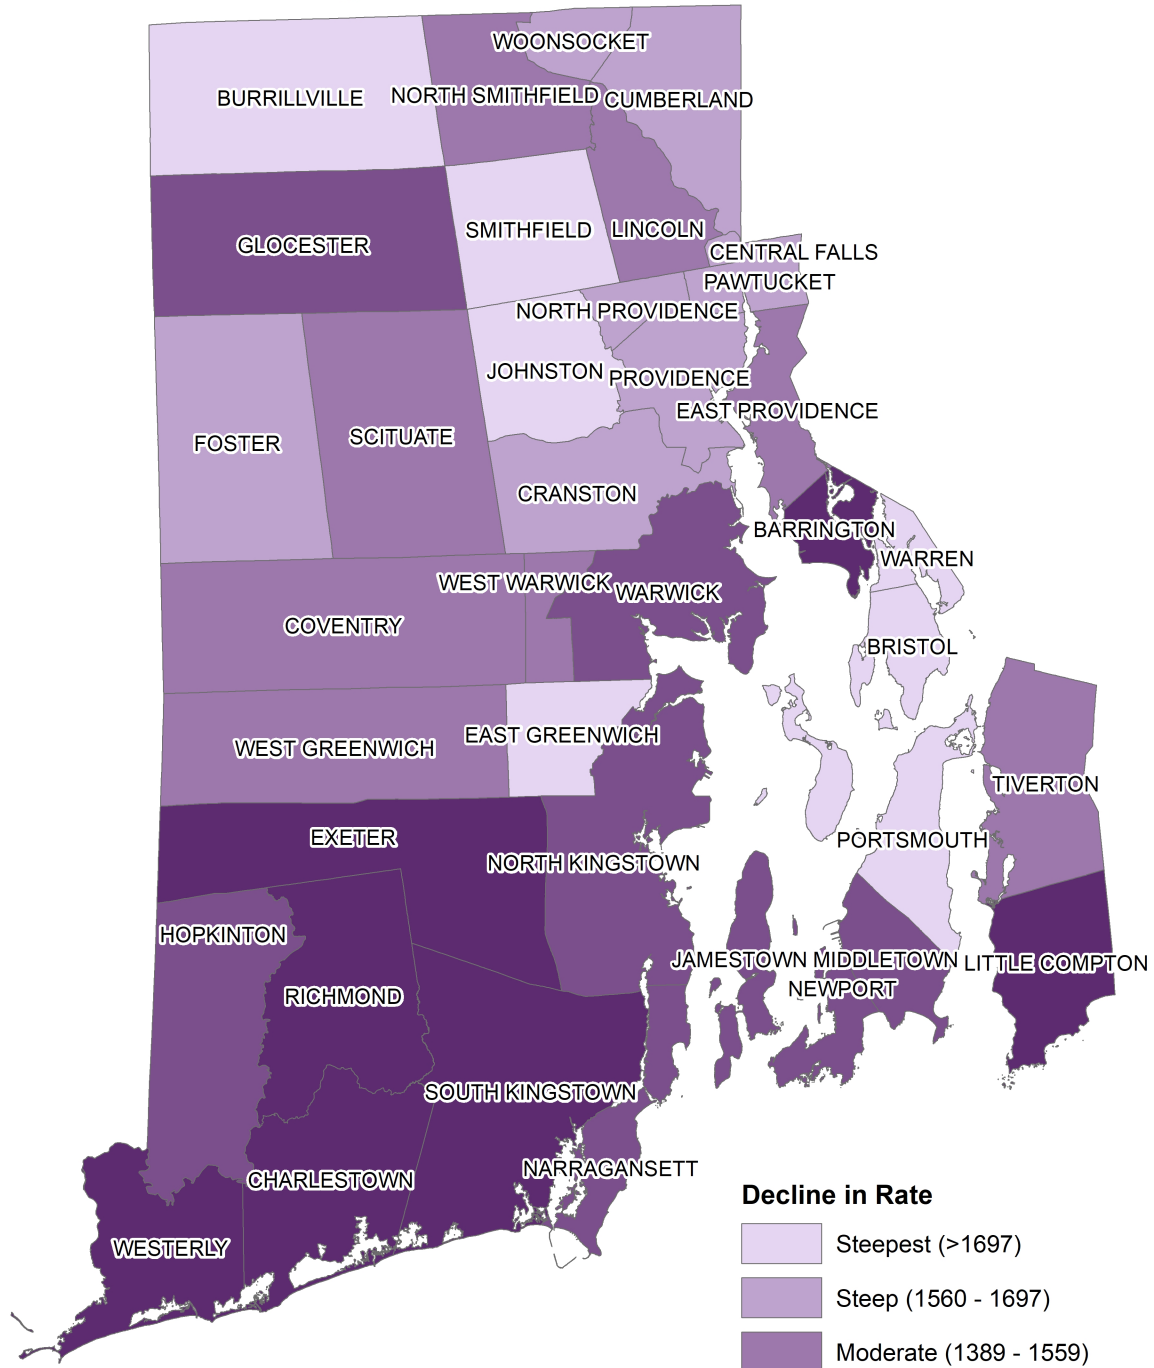 WOONSOCKET
BURRILLVILLE
NORTH SMITHFIELD
CUMBERLAND
GLOCESTER
SMITHFIELD
LINCOLN
CENTRAL FALLS
PAWTUCKET
NORTH PROVIDENCE
JOHNSTON
PROVIDENCE
EAST PROVIDENCE
FOSTER
SCITUATE
CRANSTON
BARRINGTON
WARREN
WEST WARWICK
WARWICK
COVENTRY
BRISTOL
WEST GREENWICH
EAST GREENWICH
TIVERTON
EXETER
PORTSMOUTH
NORTH KINGSTOWN
HOPKINTON
JAMESTOWN
MIDDLETOWN
LITTLE COMPTON
RICHMOND
NEWPORT
SOUTH KINGSTOWN
NARRAGANSETT
CHARLESTOWN
WESTERLY
Decline in Rate
Steepest (>1697)
Steep (1560 - 1697)
Moderate (1389 - 1559)